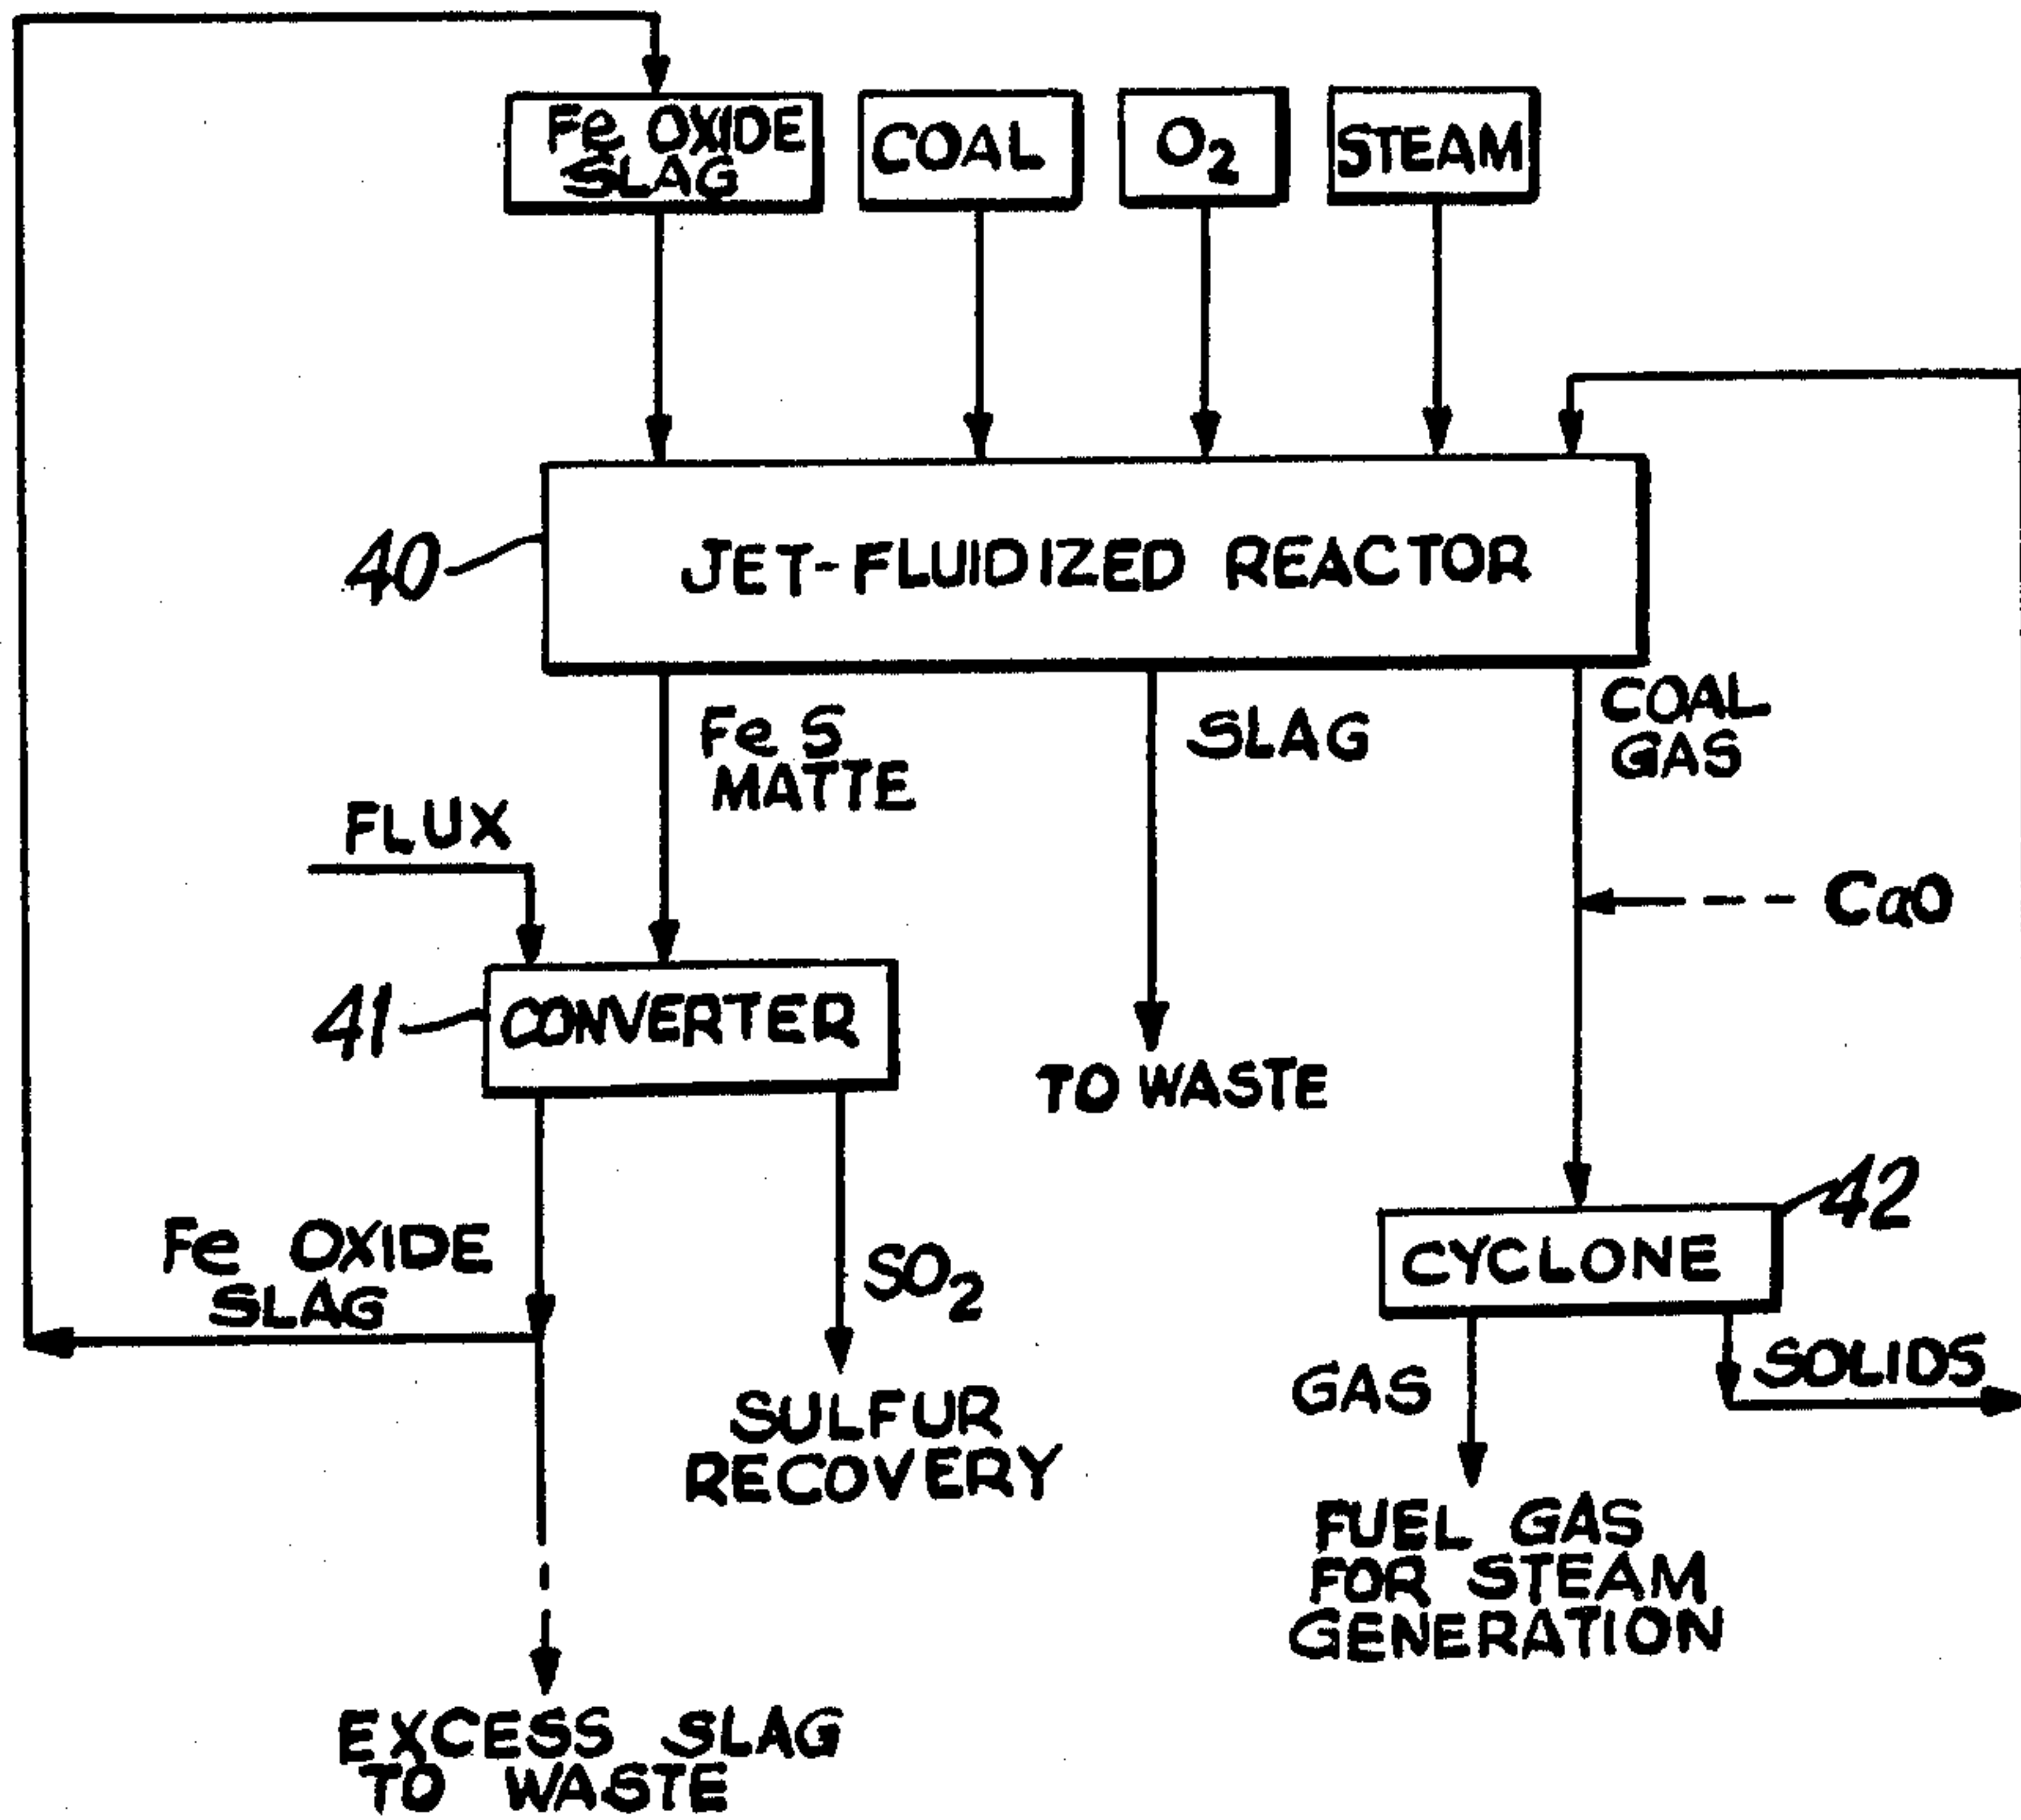 Fe OXIDE
SLAG
COAL
O2
STEAM
40
JET-FLUIDIZED REACTOR
Fe S
MATTE
SLAG
COAL
GAS
FLUX
CaO
41
CONVERTER
TO WASTE
42
CYCLONE
Fe OXIDE
SLAG
SO2
GAS
SOLIDS
SULFUR
RECOVERY
FUEL GAS
FOR STEAM
GENERATION
EXCESS SLAG
TO WASTE